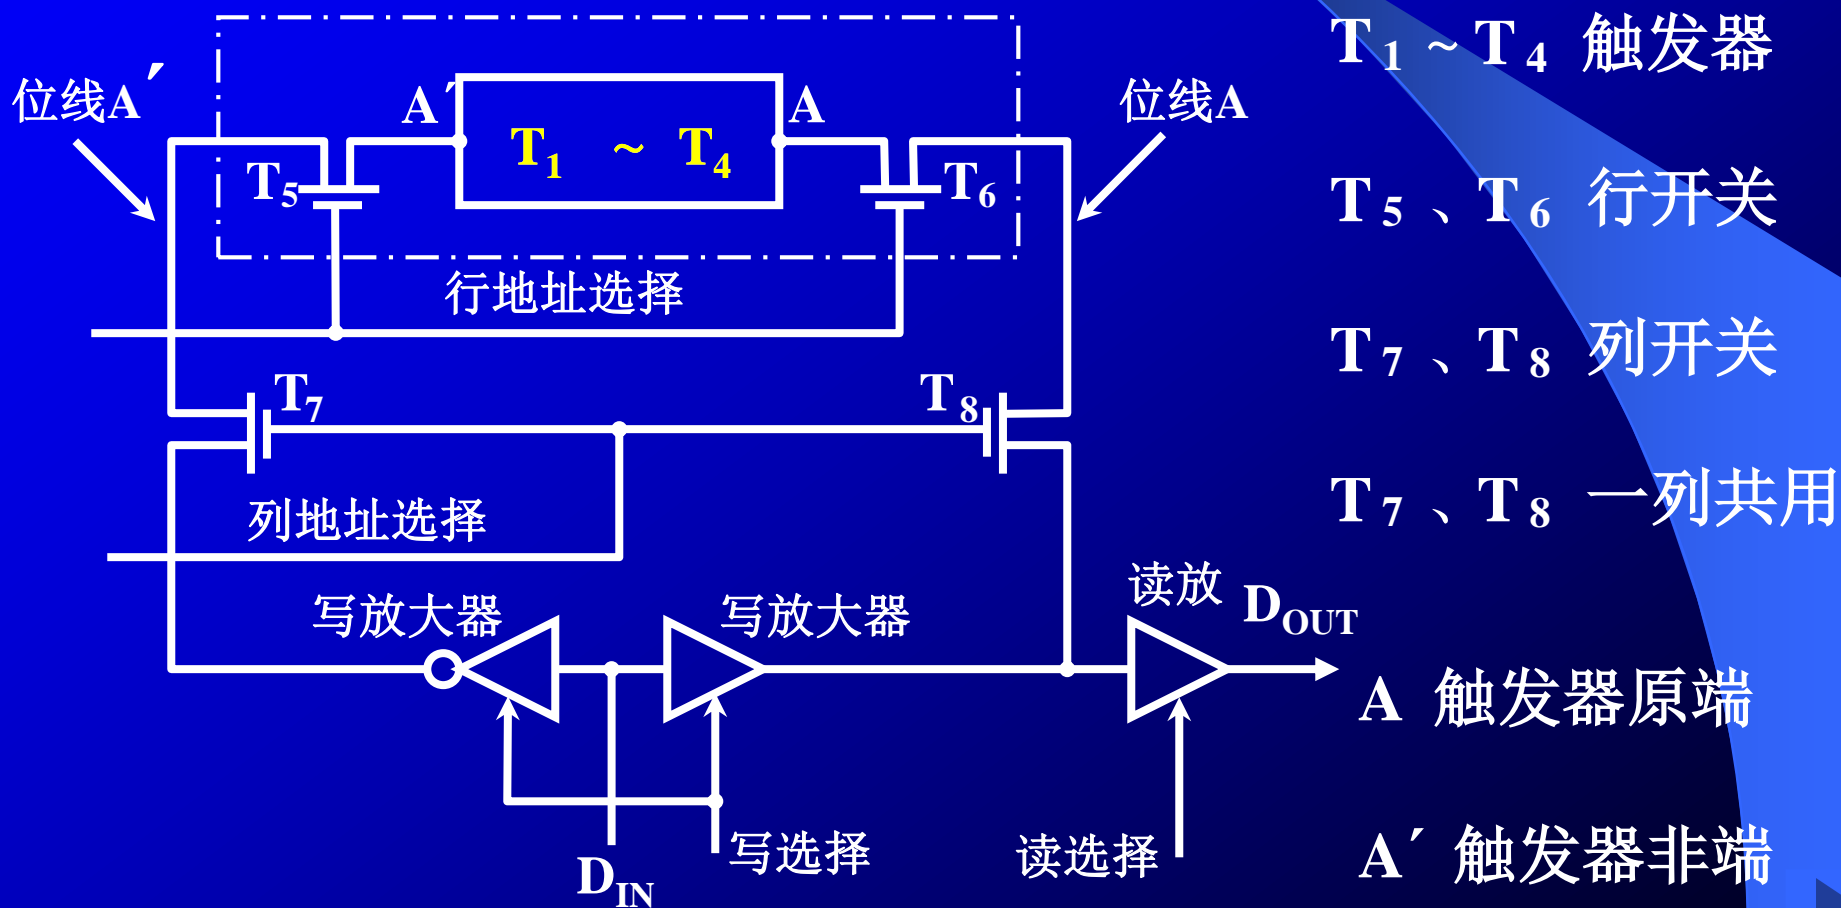 T1 ~ T4 触发器
位线A´
A´
A
位线A
T1 ~ T4
T5
T6
T5、T6 行开关
行地址选择
T7、T8 列开关
T7
T8
列地址选择
T7、T8 一列共用
写放大器
写放大器
读放
DOUT
A 触发器原端
写选择
读选择
DIN
A´ 触发器非端